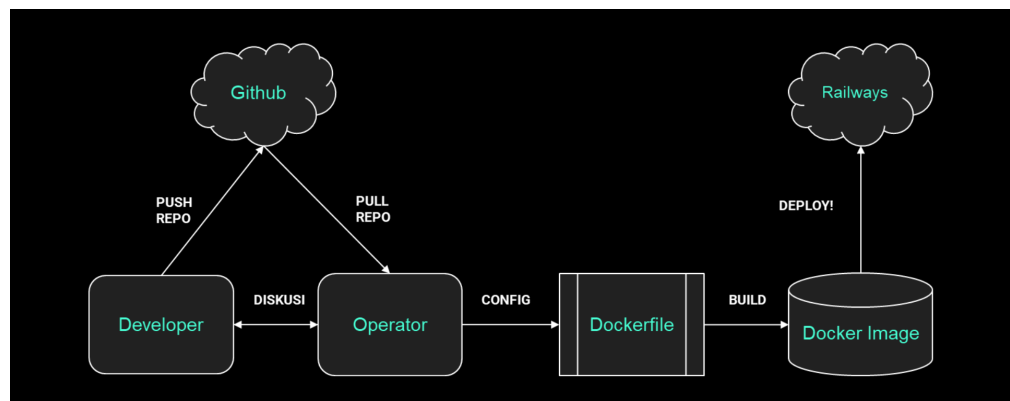 Github
Railways
PUSH
REPO
PULL
REPO
DEPLOY!
Developer
DISKUSI
Operator
CONFIG
Dockerfile
BUILD
Docker Image